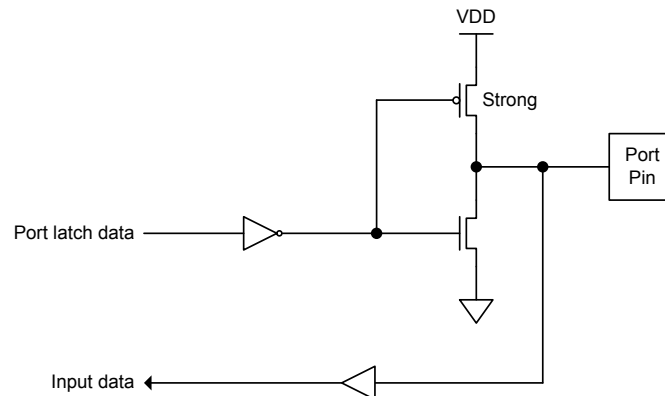 VDD
Strong
Port
Pin
Port latch data
Input data